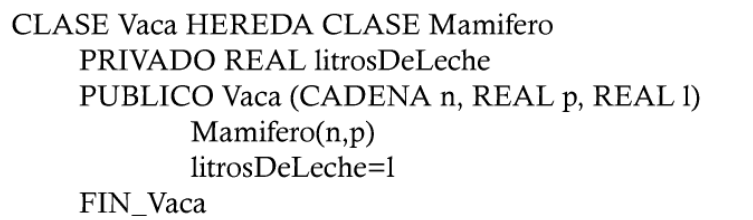 CLASE Vaca HEREDA CLASE Mamifero
PRIVADO REAL litrosDeLeche
PUBLICO Vaca (CADENA n, REAL p, REAL l)
Mamifero(n,p)
litrosDeLeche=l
FIN_Vaca